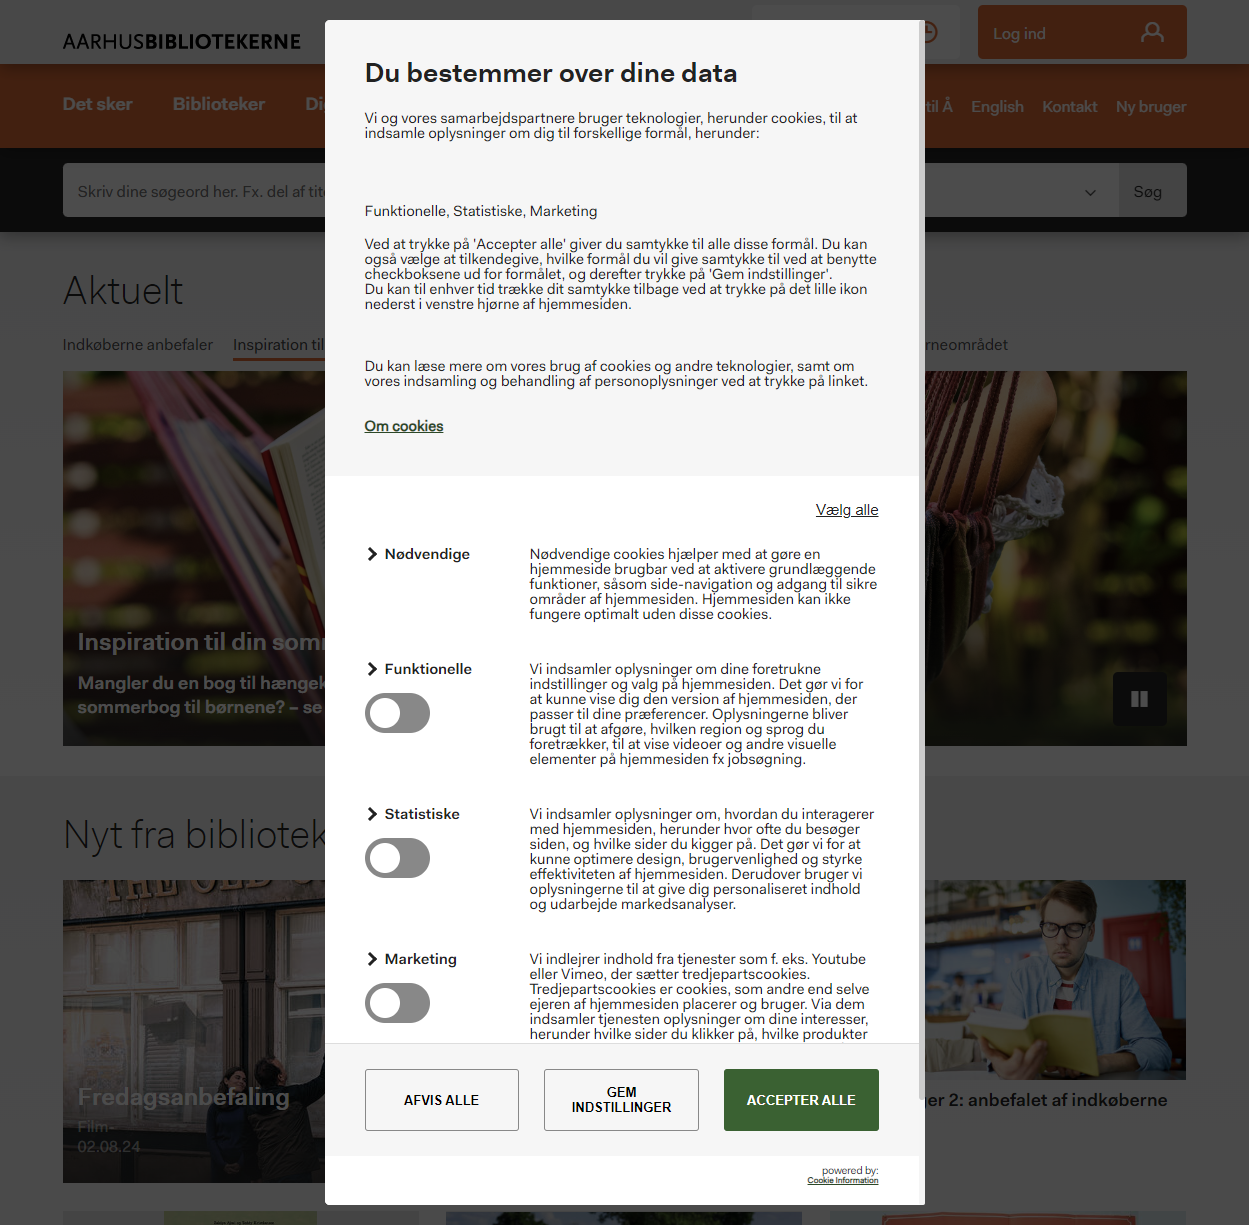 AARHUSBIBLIOTEKERNE
Log ind
Det sker
Biblioteker
til Å
English
Kontakt
Ny bruger
Skriv dine søgeord her. Fx. del af
Søg
Aktuelt
Indkøberne anbefaler
Inspiration til
Inspiration til din
Mangler du en bog til
sommerbog til børnene? – se
Nyt fra
Fredagsanbefaling
Film
02.08.24
2: anbefalet af indkøberne
Du bestemmer over dine data
Vi og vores samarbejdspartnere bruger teknologier, herunder cookies, til at
indsamle oplysninger om dig til forskellige formål, herunder:
Funktionelle, Statistiske, Marketing
Ved at trykke på 'Accepter alle' giver du samtykke til alle disse formål. Du kan
også vælge at tilkendegive, hvilke formål du vil give samtykke til ved at benytte
checkboksene ud for formålet, og derefter trykke på 'Gem indstillinger'.
Du kan til enhver tid trække dit samtykke tilbage ved at trykke på det lille ikon
nederst i venstre hjørne af hjemmesiden.
Du kan læse mere om vores brug af cookies og andre teknologier, samt om
vores indsamling og behandling af personoplysninger ved at trykke på linket.
Om cookies
Vælg alle
Nødvendige
Nødvendige cookies hjælper med at gøre en
hjemmeside brugbar ved at aktivere grundlæggende
funktioner, såsom side-navigation og adgang til sikre
områder af hjemmesiden. Hjemmesiden kan ikke
fungere optimalt uden disse cookies.
Funktionelle
Vi indsamler oplysninger om dine foretrukne
indstillinger og valg på hjemmesiden. Det gør vi for
at kunne vise dig den version af hjemmesiden, der
passer til dine præferencer. Oplysningerne bliver
brugt til at afgøre, hvilken region og sprog du
foretrækker, til at vise videoer og andre visuelle
elementer på hjemmesiden fx jobsøgning.
Statistiske
Vi indsamler oplysninger om, hvordan du interagerer
med hjemmesiden, herunder hvor ofte du besøger
siden, og hvilke sider du kigger på. Det gør vi for at
kunne optimere design, brugervenlighed og styrke
effektiviteten af hjemmesiden. Derudover bruger vi
oplysningerne til at give dig personaliseret indhold
og udarbejde markedsanalyser.
Marketing
Vi indlejrer indhold fra tjenester som f. eks. Youtube
eller Vimeo, der sætter tredjepartscookies.
Tredjepartscookies er cookies, som andre end selve
ejeren af hjemmesiden placerer og bruger. Via dem
indsamler tjenesten oplysninger om dine interesser,
herunder hvilke sider du klikker på, hvilke produkter
AFVIS ALLE
GEM
INDSTILLINGER
ACCEPTER ALLE
powered by:
Cookie Information